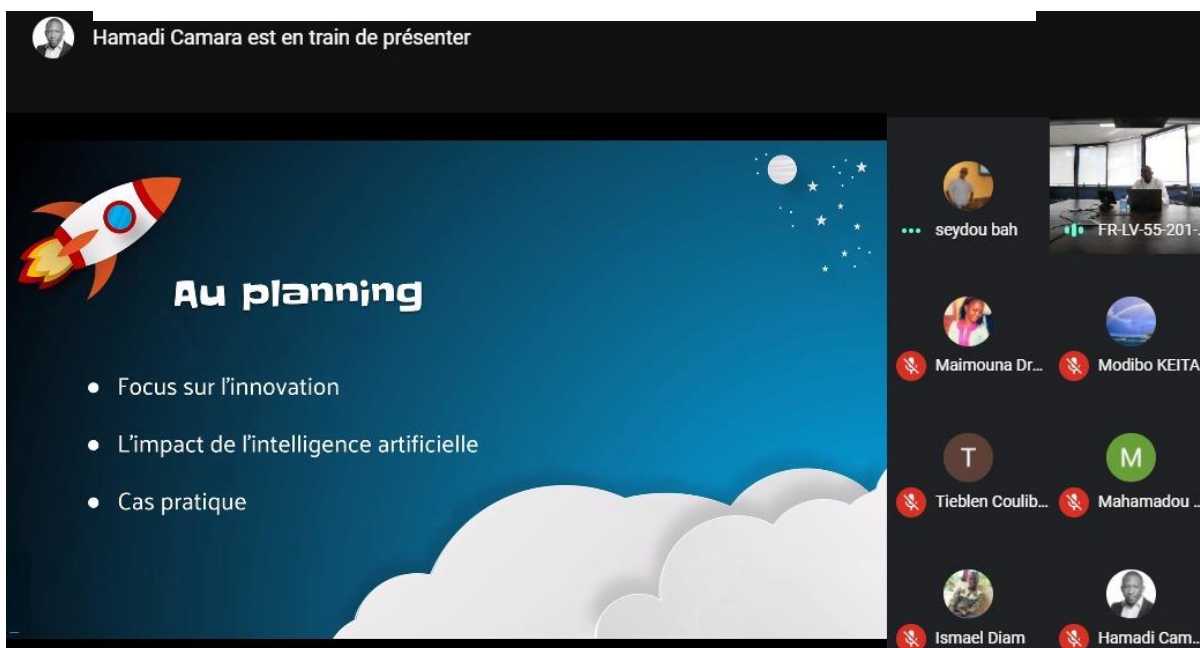 Hamadi Camara est en train de présenter
Au planning
● Focus sur l'innovation
● L'impact de l'intelligence artificielle
● Cas pratique
seydou bah
FR-LV-55-201-...
Maimouna Dr...
Modibo KEITA
T
Tieblen Coulib...
M
Mahamadou ...
Ismael Diam
Hamadi Cam...